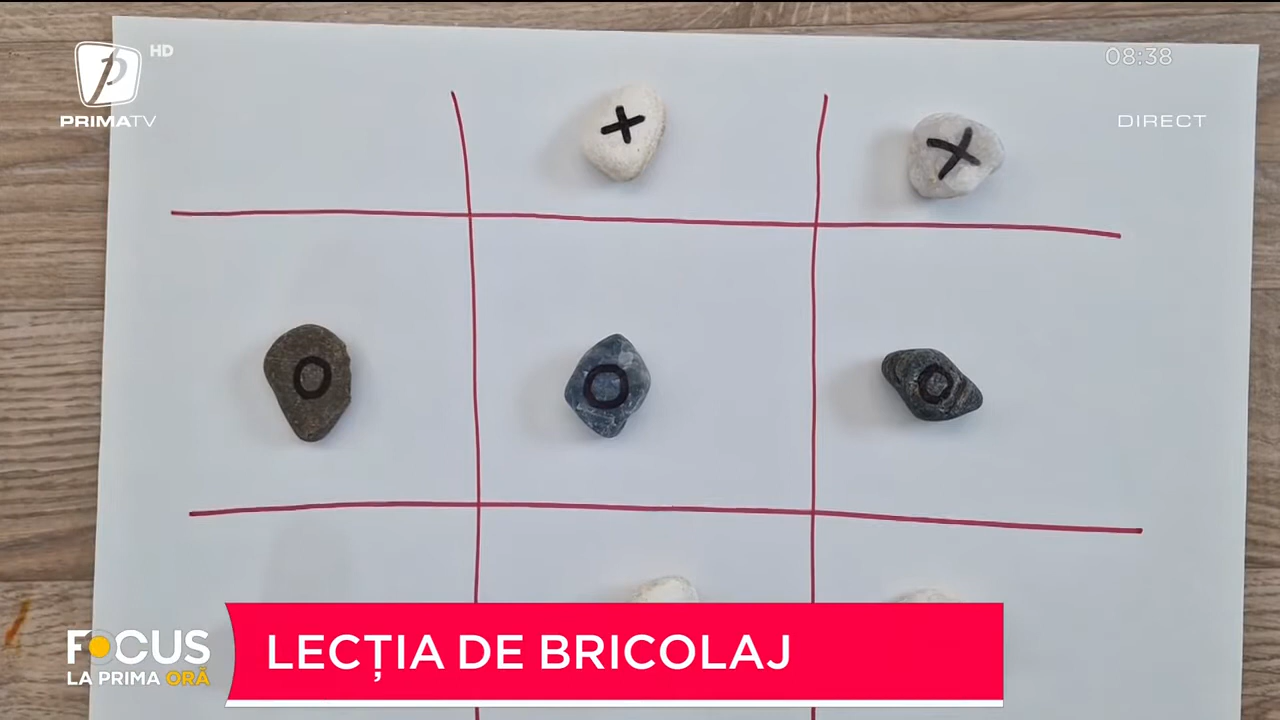 HD
PRIMATV
08:38
DIRECT
X X
O O O
FOCUS
LA PRIMA ORĂ
LECȚIA DE BRICOLAJ